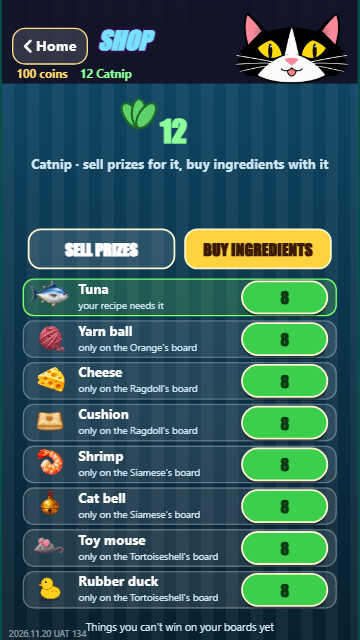 Home
SHOP
100 coins 12 Catnip
12
Catnip · sell prizes for it, buy ingredients with it
SELL PRIZES
BUY INGREDIENTS
Tuna
your recipe needs it
8
Yarn ball
only on the Orange's board
8
Cheese
only on the Ragdoll's board
8
Cushion
only on the Ragdoll's board
8
Shrimp
only on the Siamese's board
8
Cat bell
only on the Siamese's board
8
Toy mouse
only on the Tortoiseshell's board
8
Rubber duck
only on the Tortoiseshell's board
8
Things you can't win on your boards yet
2026.11.20 UAT 134